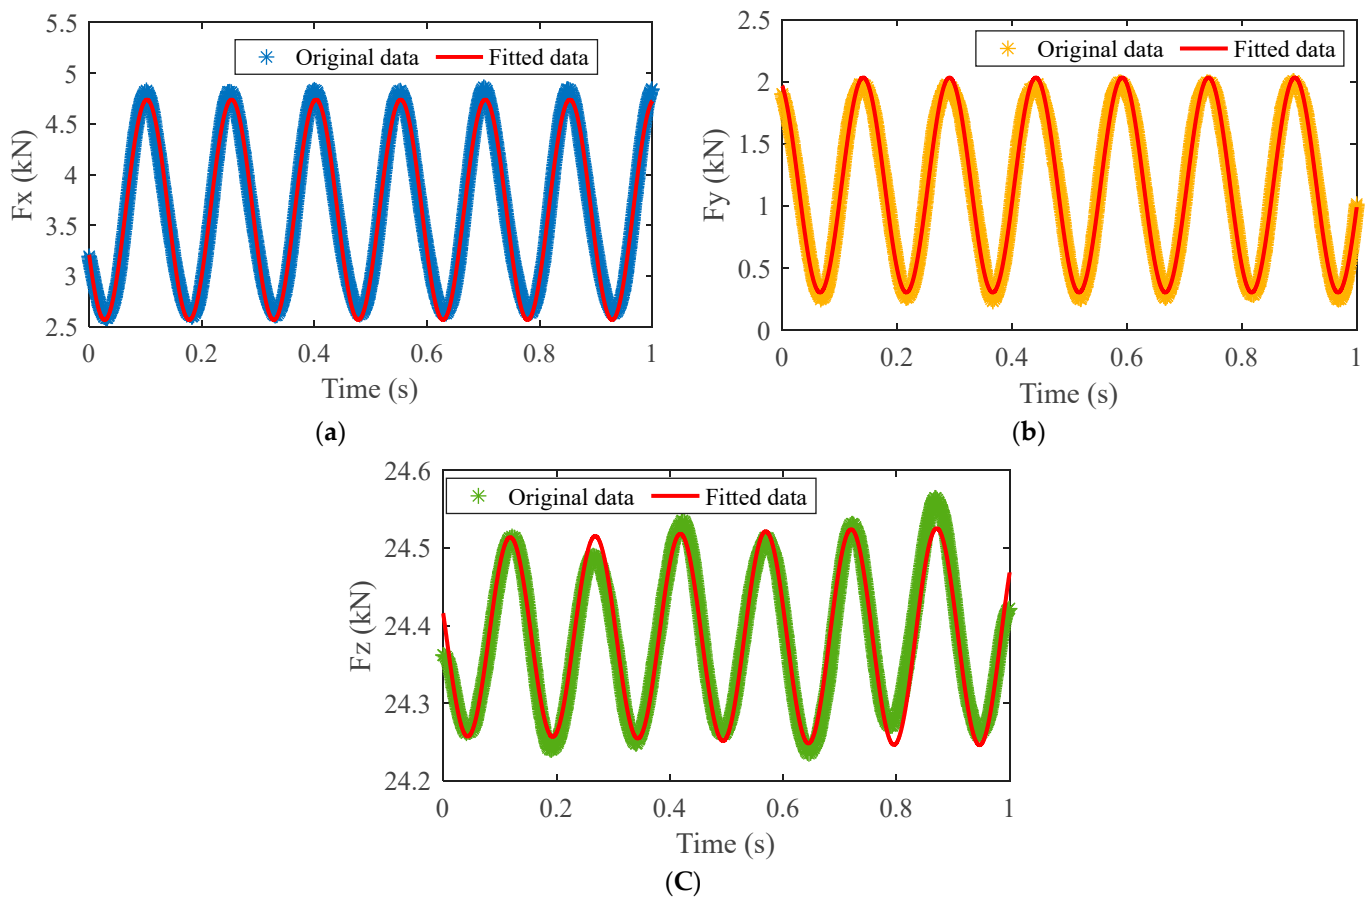 5.5
5
4.5
4
3.5
3
2.5
Fx (kN)
Original data Fitted data
0 0.2 0.4 0.6 0.8 1
Time (s)
(a)
2.5
2
1.5
1
0.5
0
Fy (kN)
Original data Fitted data
0 0.2 0.4 0.6 0.8 1
Time (s)
(b)
24.6
24.5
24.4
24.3
24.2
Fz (kN)
Original data Fitted data
0 0.2 0.4 0.6 0.8 1
Time (s)
(C)